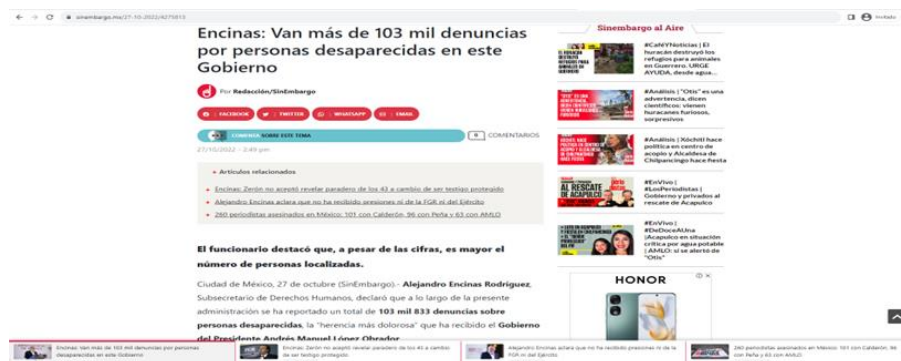 sinembargo.mx/27-10-2022/4275013
Invitado
Encinas: Van más de 103 mil denuncias
por personas desaparecidas en este
Gobierno
Por Redacción/SinEmbargo
FACEBOOK
TWITTER
WHATSAPP
EMAIL
COMENTA SOBRE ESTE TEMA
0 COMENTARIOS
27/10/2022 - 2:49 pm
Artículos relacionados
Encinas: Zerón no aceptó revelar paradero de los 43 a cambio de ser testigo protegido
Alejandro Encinas aclara que no ha recibido presiones ni de la FGR ni del Ejército
260 periodistas asesinados en México: 101 con Calderón, 96 con Peña y 63 con AMLO
El funcionario destacó que, a pesar de las cifras, es mayor el
número de personas localizadas.
Ciudad de México, 27 de octubre (SinEmbargo).- Alejandro Encinas Rodríguez,
Subsecretario de Derechos Humanos, declaró que a lo largo de la presente
administración se ha reportado un total de 103 mil 833 denuncias sobre
personas desaparecidas, la "herencia más dolorosa" que ha recibido el Gobierno
del Presidente Andrés Manuel López Obrador.
Sinembargo al Aire
#CaféYNoticias | El
huracán destruyó los
refugios para animales
en Guerrero. URGE
AYUDA, desde agua...
#Análisis | "Otis" es una
advertencia, dicen
científicos: vienen
huracanes furiosos,
sorpresivos
#Análisis | Xóchitl hace
política en centro de
acopio y Alcaldesa de
Chilpancingo hace fiesta
AL RESCATE
DE ACAPULCO
#EnVivo |
#LosPeriodistas |
Gobierno y privados al
rescate de Acapulco
#EnVivo |
#DeDoceAUna
|Acapulco en situación
crítica por agua potable
| AMLO: sí se alertó de
"Otis"
HONOR
Encinas: Van más de 103 mil denuncias por personas
desaparecidas en este Gobierno
Encinas: Zerón no aceptó revelar paradero de los 43 a cambio
de ser testigo protegido
Alejandro Encinas aclara que no ha recibido presiones ni de la
FGR ni del Ejército
260 periodistas asesinados en México: 101 con Calderón, 96
con Peña y 63 con AMLO